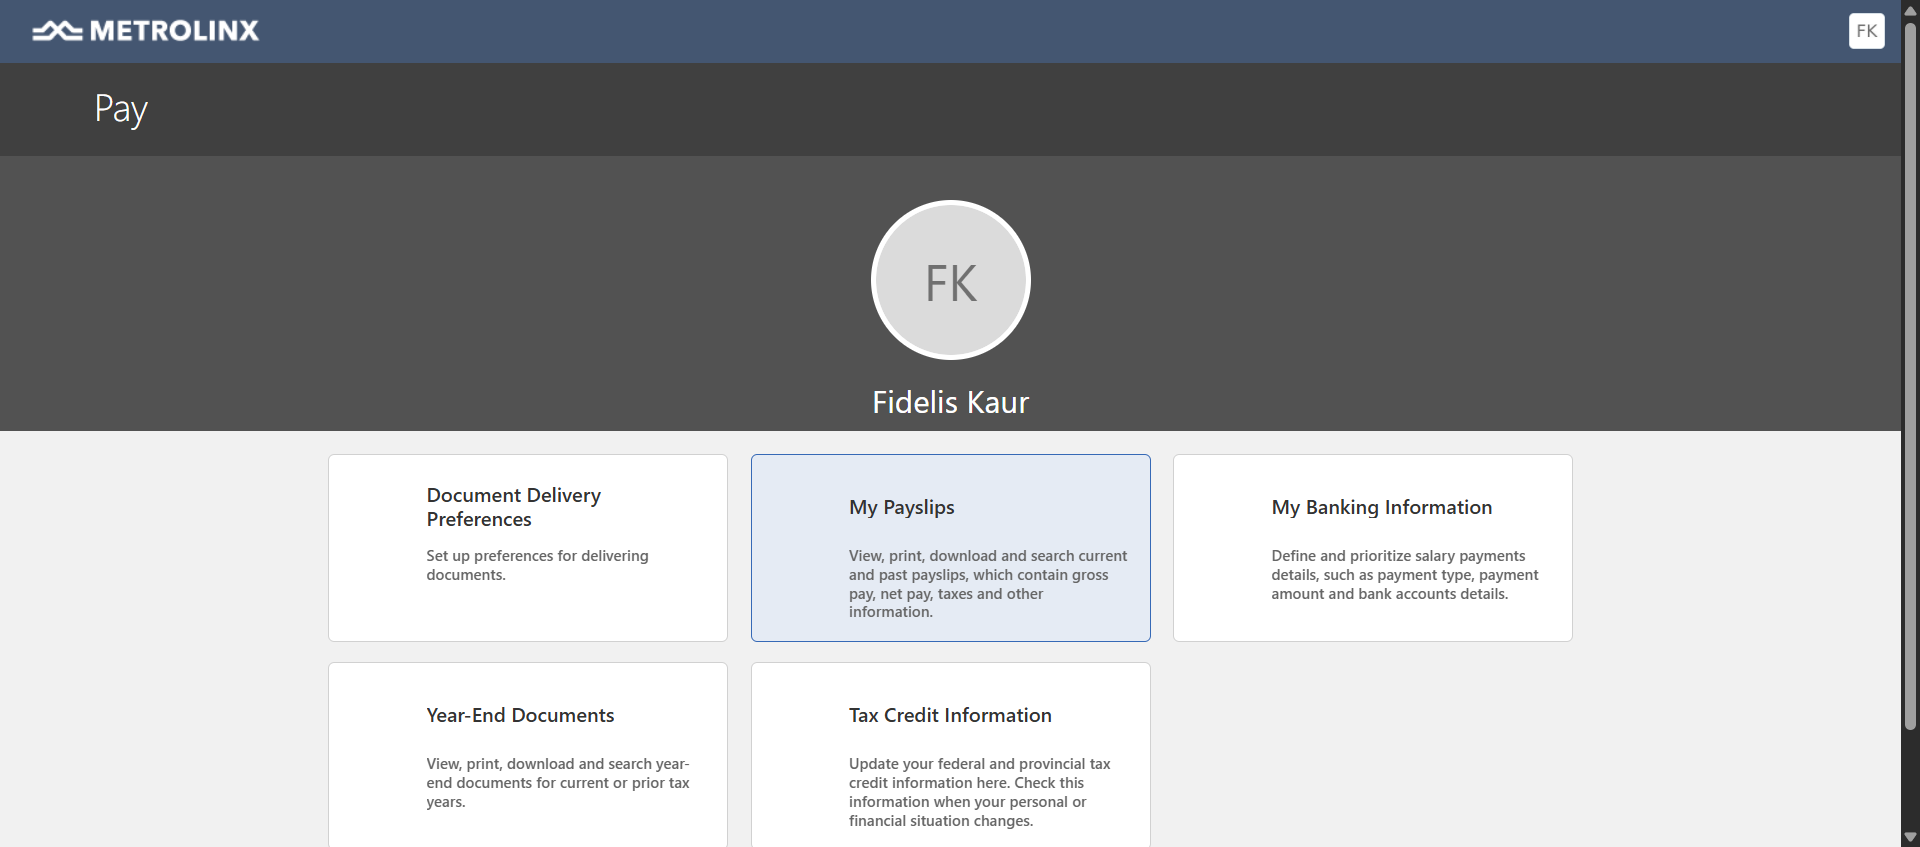 METROLINX
FK
Pay
FK
Fidelis Kaur
Document Delivery
Preferences
Set up preferences for delivering
documents.
My Payslips
View, print, download and search current
and past payslips, which contain gross
pay, net pay, taxes and other
information.
My Banking Information
Define and prioritize salary payments
details, such as payment type, payment
amount and bank accounts details.
Year-End Documents
View, print, download and search year-
end documents for current or prior tax
years.
Tax Credit Information
Update your federal and provincial tax
credit information here. Check this
information when your personal or
financial situation changes.